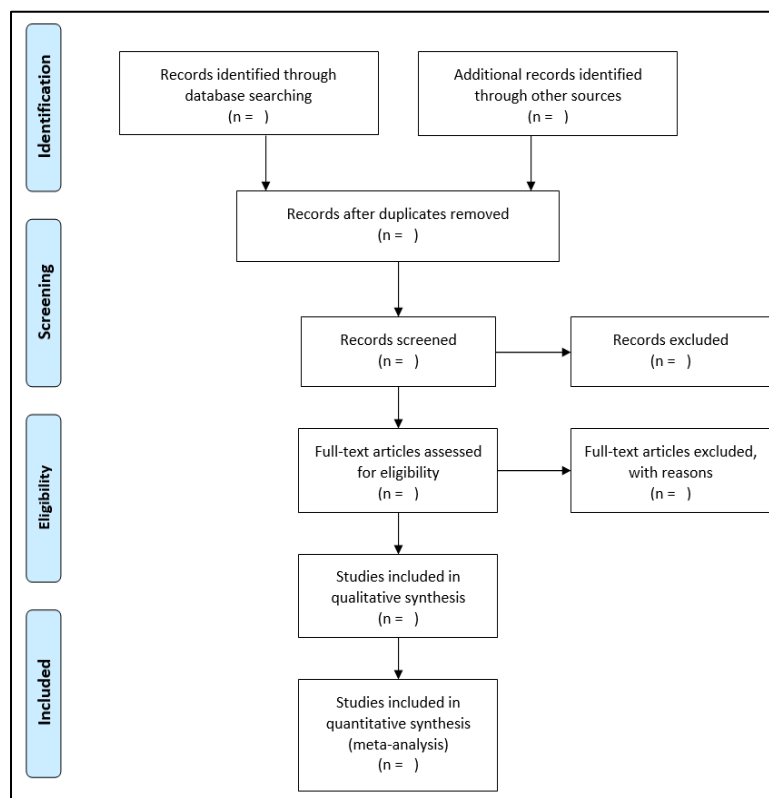 Identification
Records identified through
database searching
(n =   )
Additional records identified
through other sources
(n =   )
Records after duplicates removed
(n =   )
Screening
Records screened
(n =   )
Records excluded
(n =   )
Eligibility
Full-text articles assessed
for eligibility
(n =   )
Full-text articles excluded,
with reasons
(n =   )
Studies included in
qualitative synthesis
(n =   )
Included
Studies included in
quantitative synthesis
(meta-analysis)
(n =   )